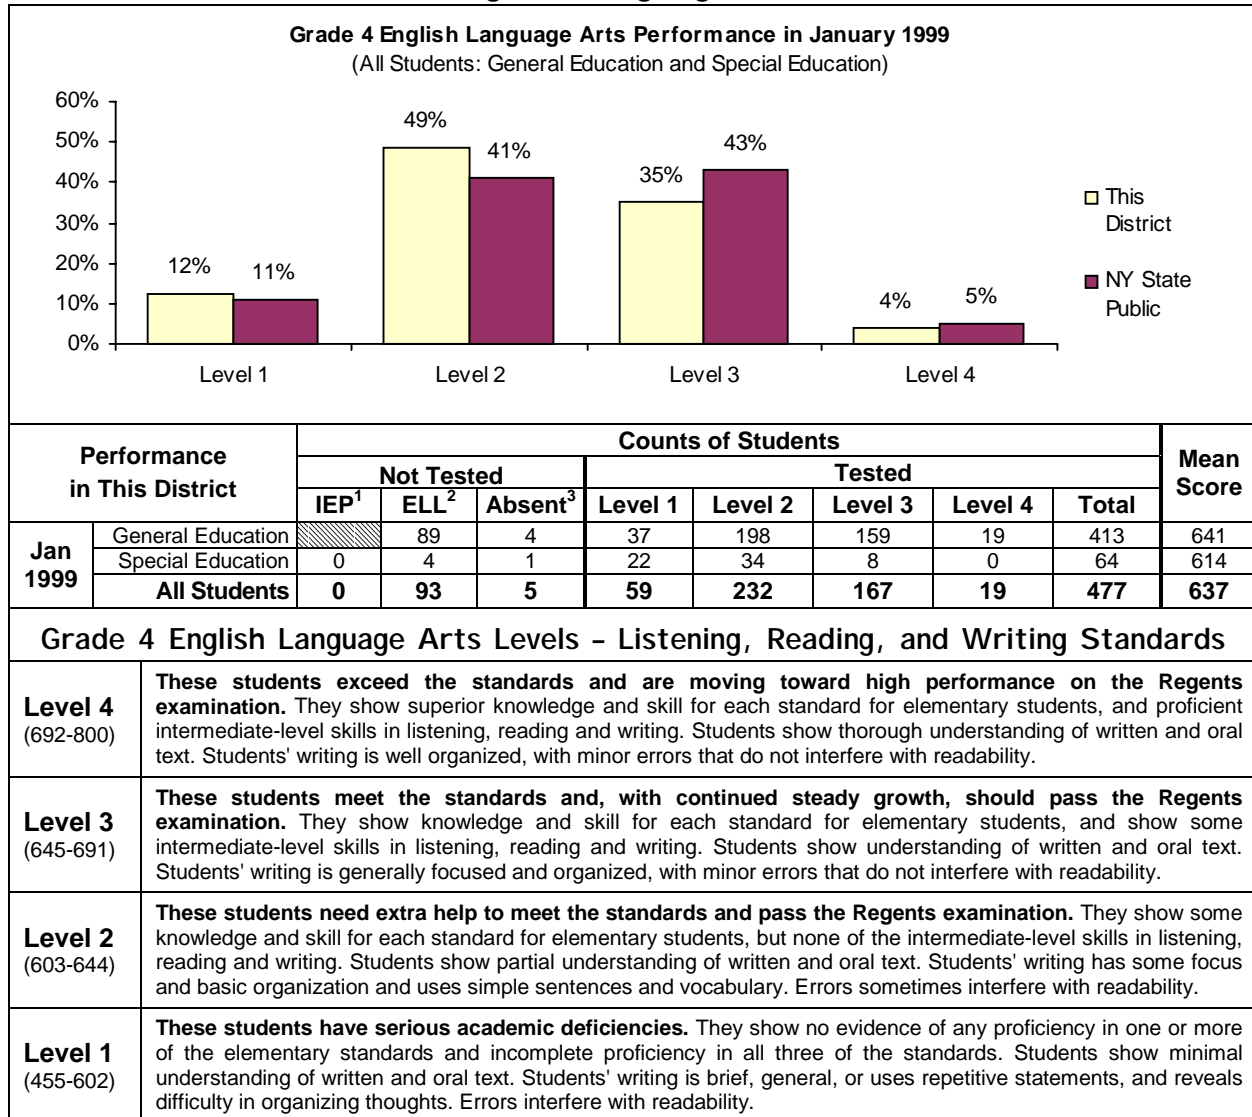 Grade 4 English Language Arts Performance in January 1999
(All Students: General Education and Special Education)
60%
50%
40%
30%
20%
10%
0%
12%
11%
49%
41%
35%
43%
4%
5%
Level 1
Level 2
Level 3
Level 4
This
District
NY State
Public
Performance
in This District
Counts of Students
Mean
Score
Not Tested
Tested
IEP1 ELL2 Absent3 Level 1 Level 2 Level 3 Level 4 Total
Jan
1999
General Education 89 4 37 198 159 19 413 641
Special Education 0 4 1 22 34 8 0 64 614
All Students 0 93 5 59 232 167 19 477 637
Grade 4 English Language Arts Levels – Listening, Reading, and Writing Standards
Level 4
(692-800)
These students exceed the standards and are moving toward high performance on the Regents
examination. They show superior knowledge and skill for each standard for elementary students, and proficient
intermediate-level skills in listening, reading and writing. Students show thorough understanding of written and oral
text. Students' writing is well organized, with minor errors that do not interfere with readability.
Level 3
(645-691)
These students meet the standards and, with continued steady growth, should pass the Regents
examination. They show knowledge and skill for each standard for elementary students, and show some
intermediate-level skills in listening, reading and writing. Students show understanding of written and oral text.
Students' writing is generally focused and organized, with minor errors that do not interfere with readability.
Level 2
(603-644)
These students need extra help to meet the standards and pass the Regents examination. They show some
knowledge and skill for each standard for elementary students, but none of the intermediate-level skills in listening,
reading and writing. Students show partial understanding of written and oral text. Students' writing has some focus
and basic organization and uses simple sentences and vocabulary. Errors sometimes interfere with readability.
Level 1
(455-602)
These students have serious academic deficiencies. They show no evidence of any proficiency in one or more
of the elementary standards and incomplete proficiency in all three of the standards. Students show minimal
understanding of written and oral text. Students' writing is brief, general, or uses repetitive statements, and reveals
difficulty in organizing thoughts. Errors interfere with readability.